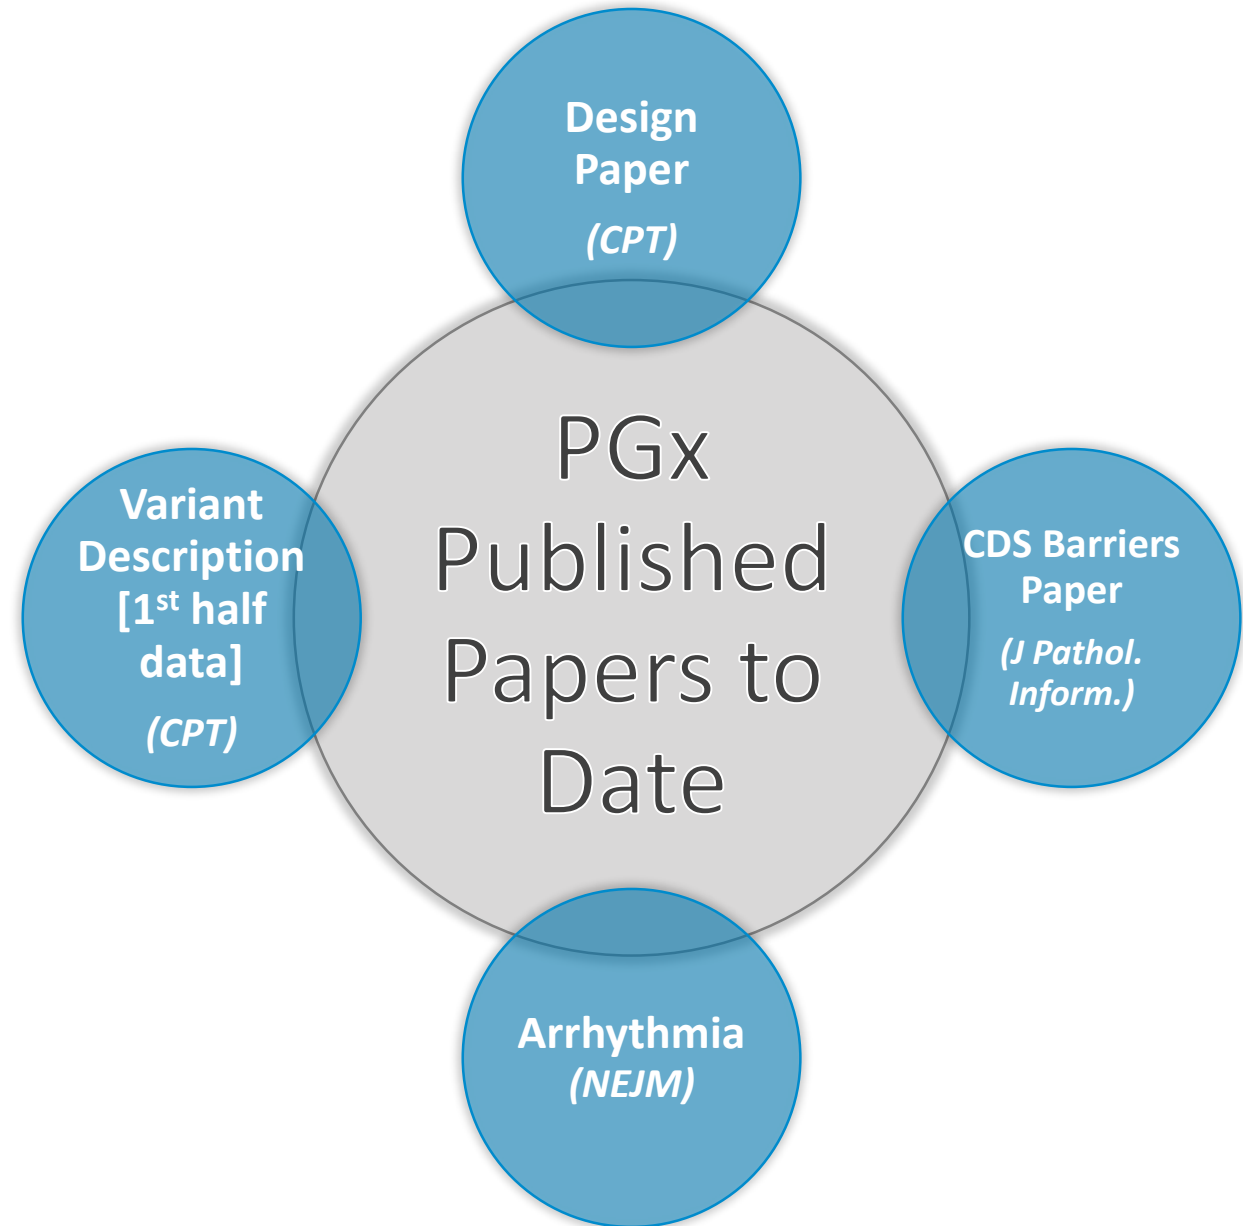 Design
Paper
(CPT)
PGx
Published
Papers to
Date
Variant
Description
[1st half
data]
(CPT)
CDS Barriers
Paper
(J Pathol.
Inform.)
Arrhythmia
(NEJM)